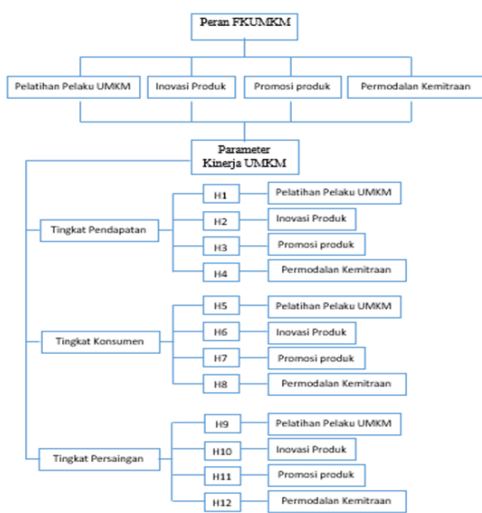 Peran FKUMKM
Pelatihan Pelaku UMKM
Inovasi Produk
Promosi produk
Permodalan Kemitraan
Parameter
Kinerja UMKM
Tingkat Pendapatan
H1
Pelatihan Pelaku UMKM
H2
Inovasi Produk
H3
Promosi produk
H4
Permodalan Kemitraan
Tingkat Konsumen
H5
Pelatihan Pelaku UMKM
H6
Inovasi Produk
H7
Promosi produk
H8
Permodalan Kemitraan
Tingkat Persaingan
H9
Pelatihan Pelaku UMKM
H10
Inovasi Produk
H11
Promosi produk
H12
Permodalan Kemitraan